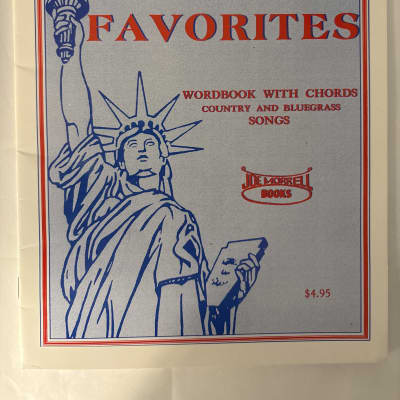 FAVORITES
WORDBOOK WITH CHORDS
COUNTRY AND BLUEGRASS
SONGS
JOE MORRELL
BOOKS
$4.95